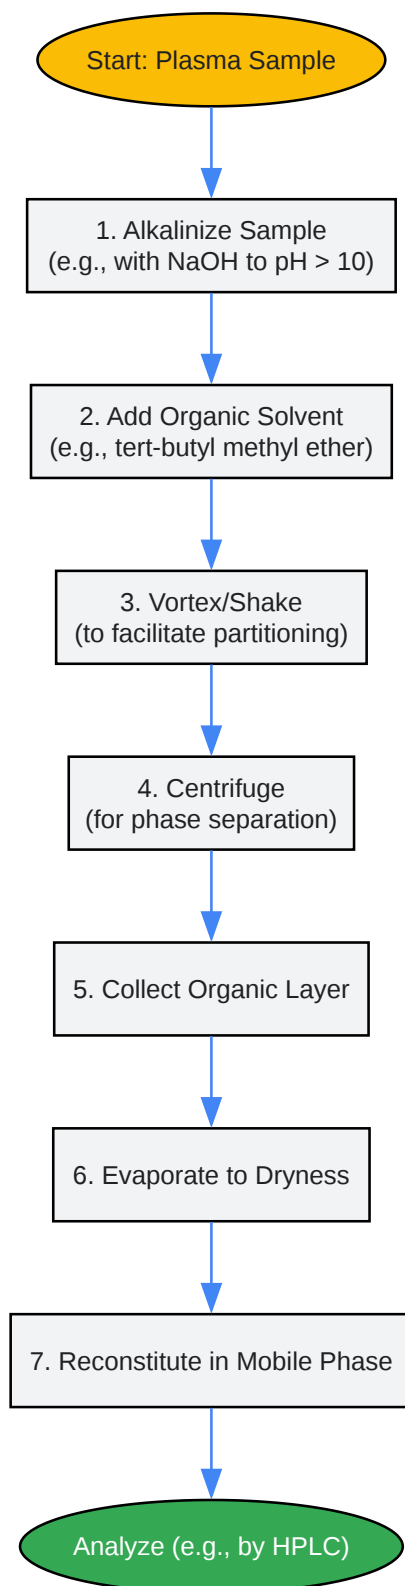 Start: Plasma Sample
1. Alkalinize Sample
(e.g., with NaOH to pH > 10)
2. Add Organic Solvent
(e.g., tert-butyl methyl ether)
3. Vortex/Shake
(to facilitate partitioning)
4. Centrifuge
(for phase separation)
5. Collect Organic Layer
6. Evaporate to Dryness
7. Reconstitute in Mobile Phase
Analyze (e.g., by HPLC)